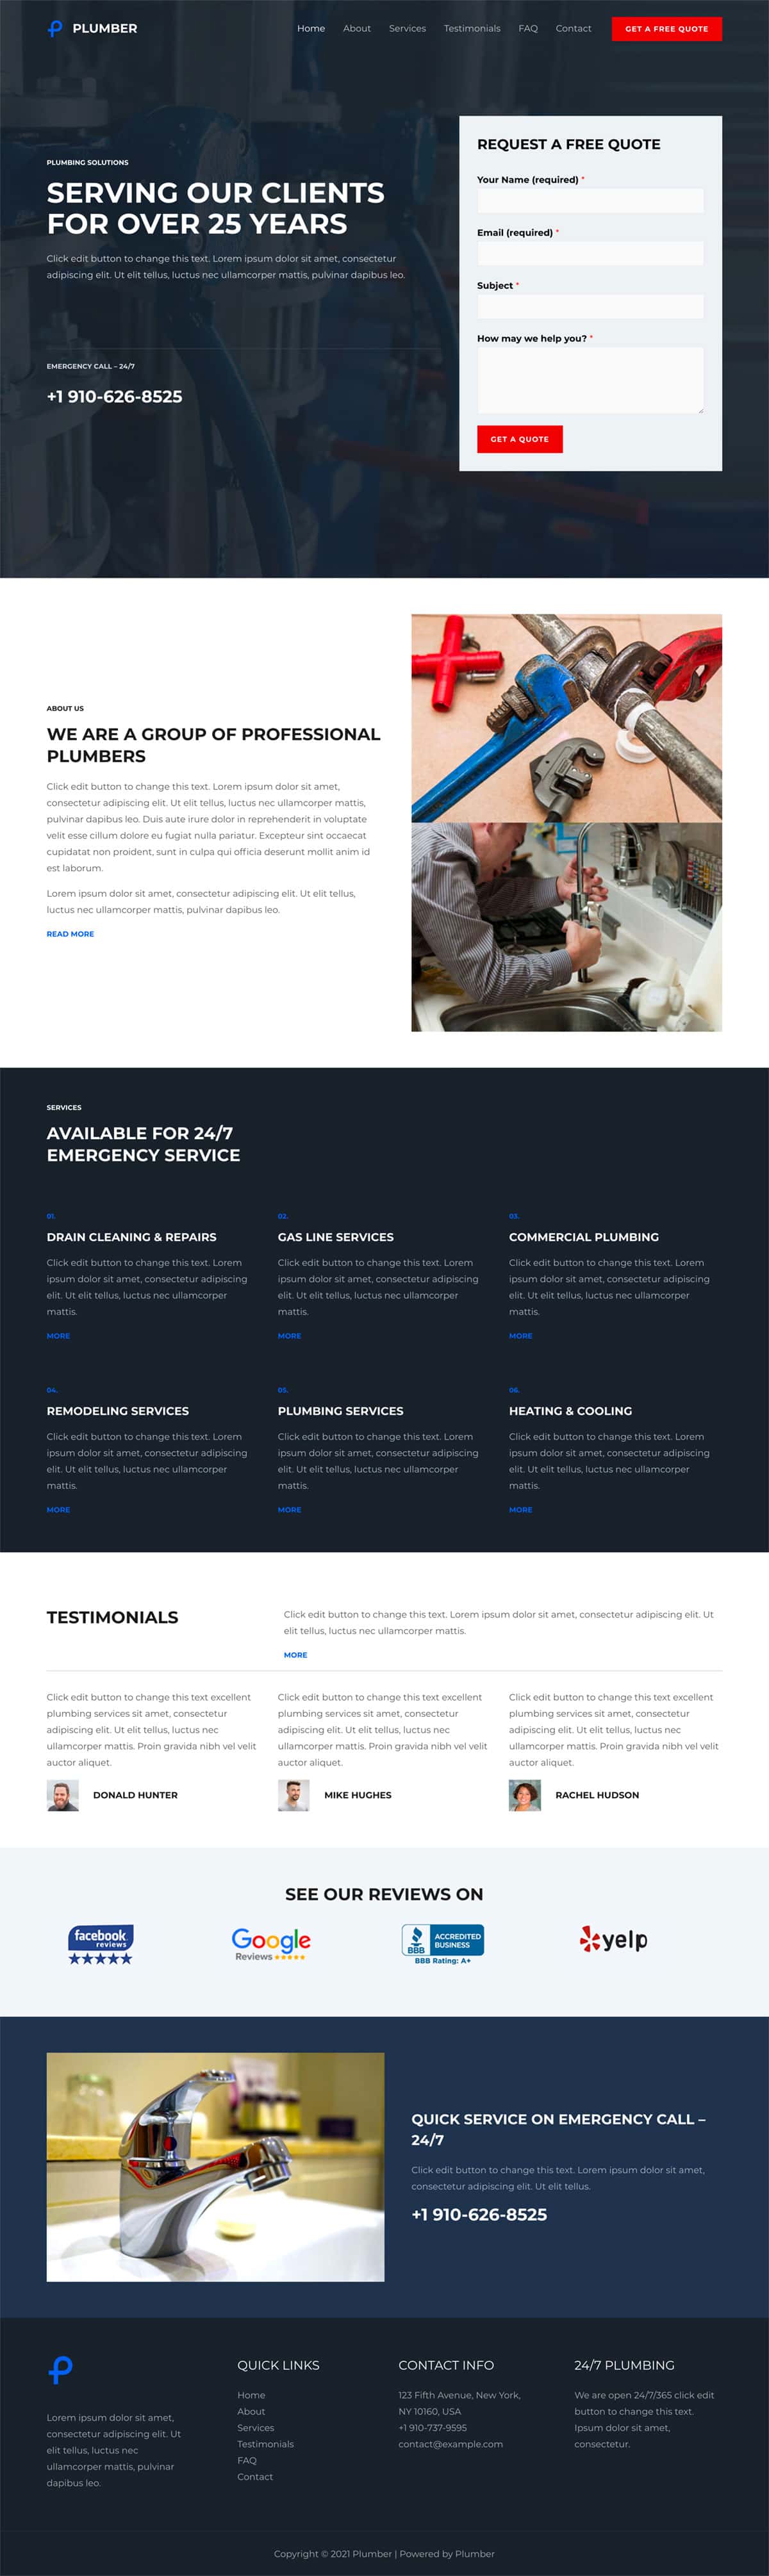 PLUMBER
Home About Services Testimonials FAQ Contact GET A FREE QUOTE
PLUMBING SOLUTIONS
SERVING OUR CLIENTS
FOR OVER 25 YEARS
Click edit button to change this text. Lorem ipsum dolor sit amet, consectetur
adipiscing elit. Ut elit tellus, luctus nec ullamcorper mattis, pulvinar dapibus leo.
EMERGENCY CALL – 24/7
+1 910-626-8525
REQUEST A FREE QUOTE
Your Name (required) *
Email (required) *
Subject *
How may we help you? *
GET A QUOTE
ABOUT US
WE ARE A GROUP OF PROFESSIONAL
PLUMBERS
Click edit button to change this text. Lorem ipsum dolor sit amet,
consectetur adipiscing elit. Ut elit tellus, luctus nec ullamcorper mattis,
pulvinar dapibus leo. Duis aute irure dolor in reprehenderit in voluptate
velit esse cillum dolore eu fugiat nulla pariatur. Excepteur sint occaecat
cupidatat non proident, sunt in culpa qui officia deserunt mollit anim id
est laborum.
Lorem ipsum dolor sit amet, consectetur adipiscing elit. Ut elit tellus,
luctus nec ullamcorper mattis, pulvinar dapibus leo.
READ MORE
SERVICES
AVAILABLE FOR 24/7
EMERGENCY SERVICE
01.
DRAIN CLEANING & REPAIRS
Click edit button to change this text. Lorem
ipsum dolor sit amet, consectetur adipiscing
elit. Ut elit tellus, luctus nec ullamcorper
mattis.
MORE
02.
GAS LINE SERVICES
Click edit button to change this text. Lorem
ipsum dolor sit amet, consectetur adipiscing
elit. Ut elit tellus, luctus nec ullamcorper
mattis.
MORE
03.
COMMERCIAL PLUMBING
Click edit button to change this text. Lorem
ipsum dolor sit amet, consectetur adipiscing
elit. Ut elit tellus, luctus nec ullamcorper
mattis.
MORE
04.
REMODELING SERVICES
Click edit button to change this text. Lorem
ipsum dolor sit amet, consectetur adipiscing
elit. Ut elit tellus, luctus nec ullamcorper
mattis.
MORE
05.
PLUMBING SERVICES
Click edit button to change this text. Lorem
ipsum dolor sit amet, consectetur adipiscing
elit. Ut elit tellus, luctus nec ullamcorper
mattis.
MORE
06.
HEATING & COOLING
Click edit button to change this text. Lorem
ipsum dolor sit amet, consectetur adipiscing
elit. Ut elit tellus, luctus nec ullamcorper
mattis.
MORE
TESTIMONIALS
Click edit button to change this text. Lorem ipsum dolor sit amet, consectetur adipiscing elit. Ut
elit tellus, luctus nec ullamcorper mattis.
MORE
Click edit button to change this text excellent
plumbing services sit amet, consectetur
adipiscing elit. Ut elit tellus, luctus nec
ullamcorper mattis. Proin gravida nibh vel velit
auctor aliquet.
DONALD HUNTER
Click edit button to change this text excellent
plumbing services sit amet, consectetur
adipiscing elit. Ut elit tellus, luctus nec
ullamcorper mattis. Proin gravida nibh vel velit
auctor aliquet.
MIKE HUGHES
Click edit button to change this text excellent
plumbing services sit amet, consectetur
adipiscing elit. Ut elit tellus, luctus nec
ullamcorper mattis. Proin gravida nibh vel velit
auctor aliquet.
RACHEL HUDSON
SEE OUR REVIEWS ON
facebook
reviews
Google
Reviews
BBB
ACCREDITED
BUSINESS
BBB Rating: A+
yelp
QUICK SERVICE ON EMERGENCY CALL –
24/7
Click edit button to change this text. Lorem ipsum dolor sit amet,
consectetur adipiscing elit. Ut elit tellus.
+1 910-626-8525
Lorem ipsum dolor sit amet,
consectetur adipiscing elit. Ut
elit tellus, luctus nec
ullamcorper mattis, pulvinar
dapibus leo.
QUICK LINKS
Home
About
Services
Testimonials
FAQ
Contact
CONTACT INFO
123 Fifth Avenue, New York,
NY 10160, USA
+1 910-737-9595
contact@example.com
24/7 PLUMBING
We are open 24/7/365 click edit
button to change this text.
Ipsum dolor sit amet,
consectetur.
Copyright © 2021 Plumber | Powered by Plumber